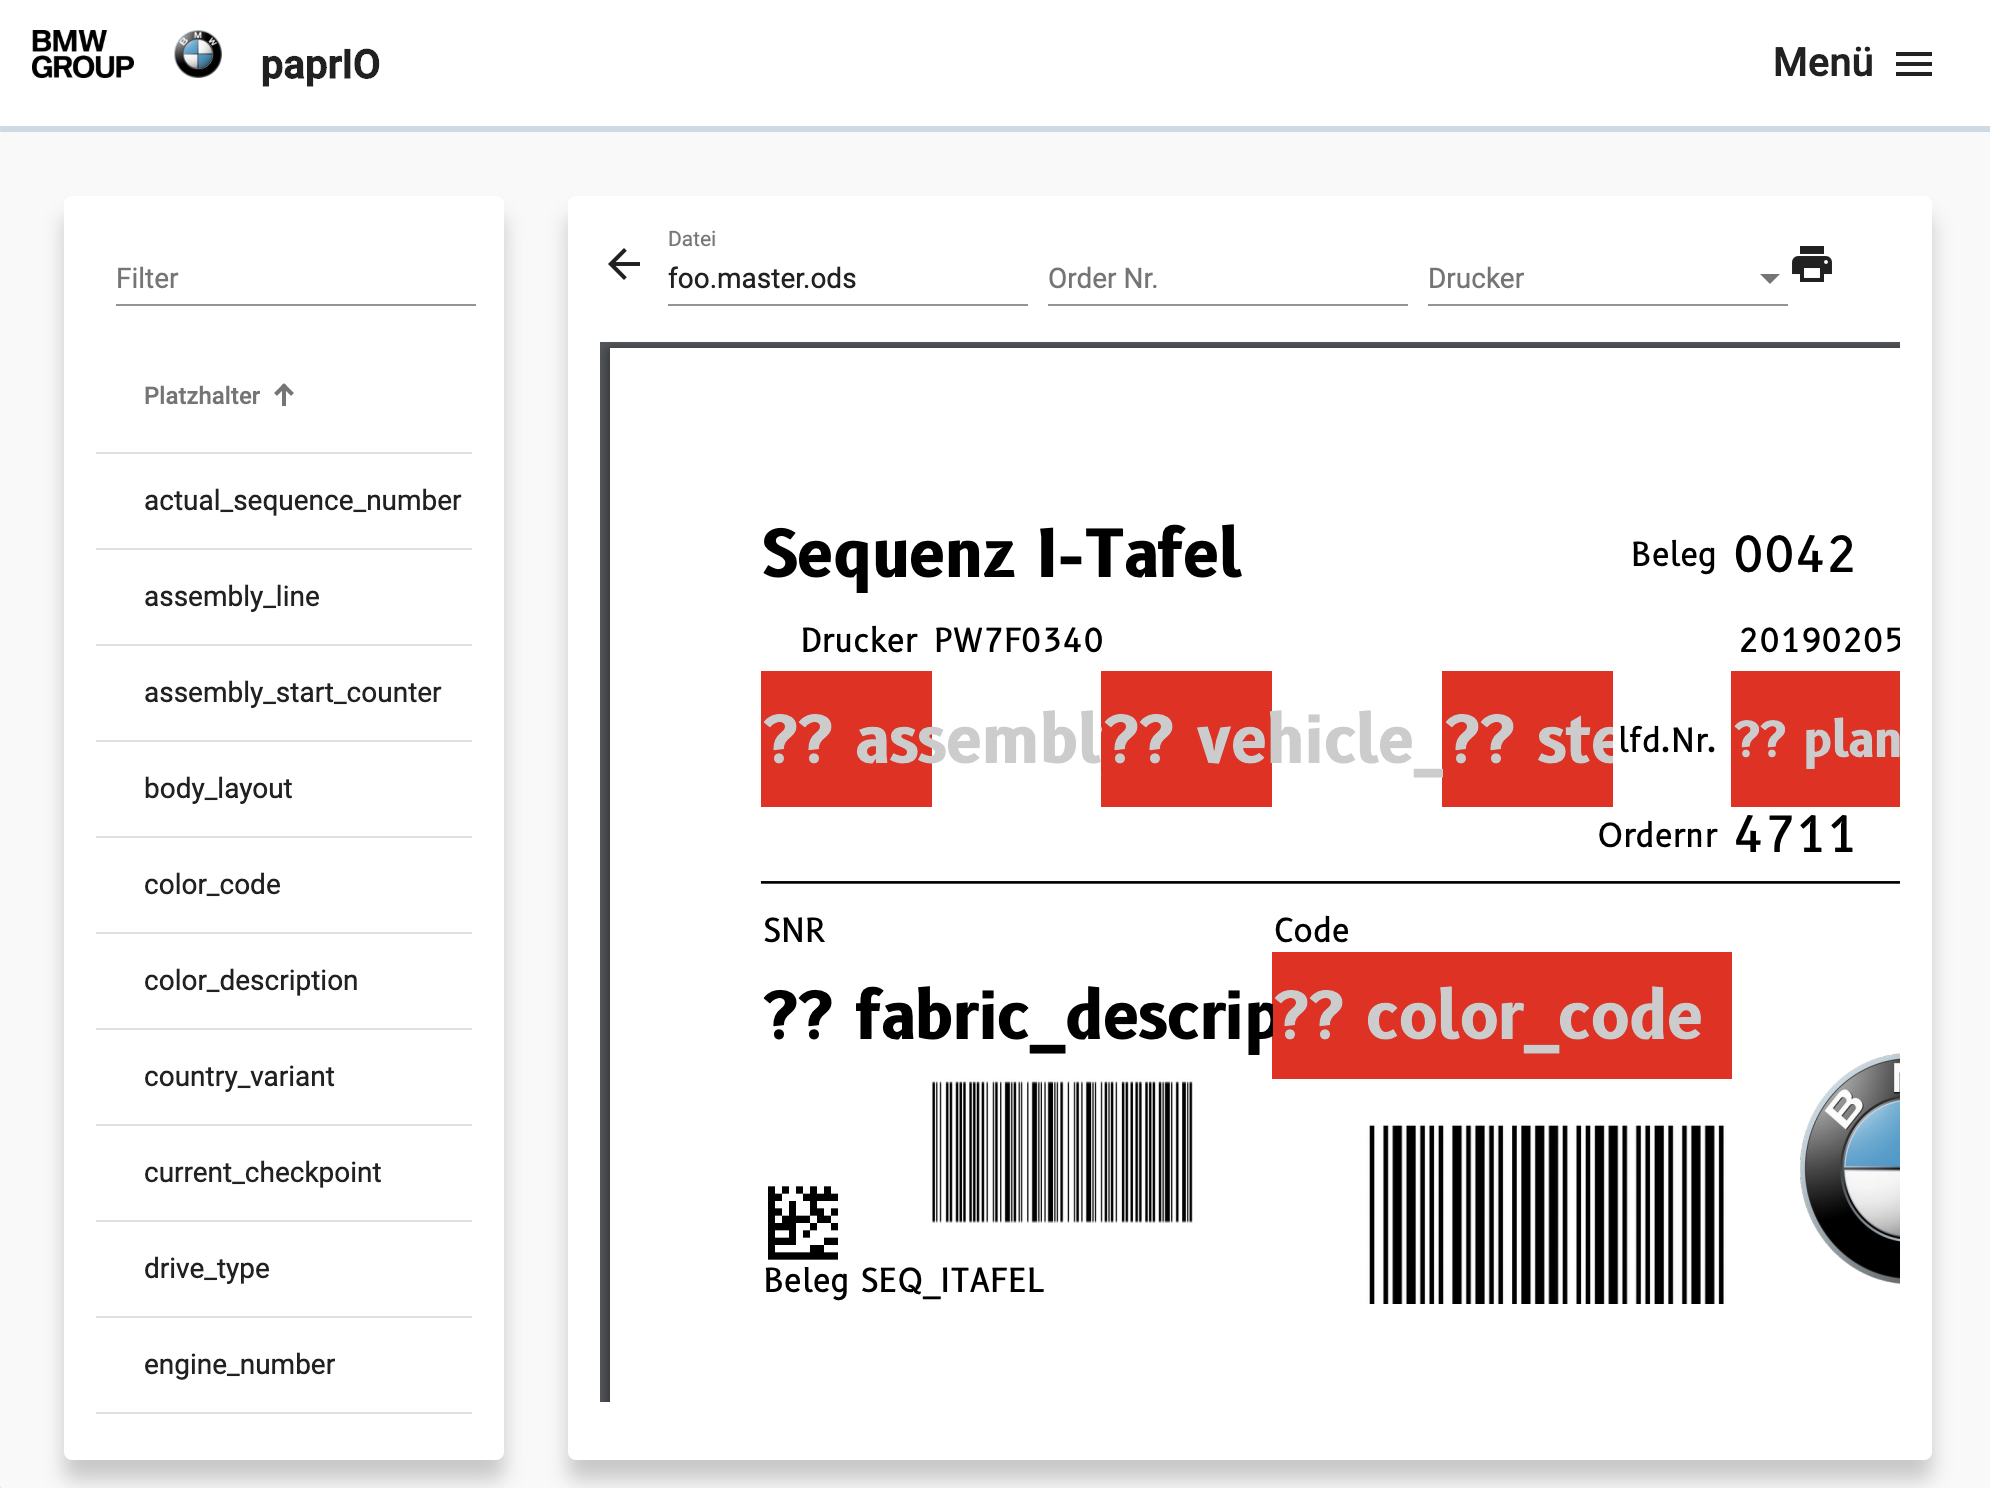 BMW
GROUP
paprIO
Menü
Filter
Platzhalter
actual_sequence_number
assembly_line
assembly_start_counter
body_layout
color_code
color_description
country_variant
current_checkpoint
drive_type
engine_number
Datei
foo.master.ods
Order Nr.
Drucker
Sequenz I-Tafel
Beleg 0042
Drucker PW7F0340
20190205
?? assembl ?? vehicle_ ?? ste lfd.Nr. ?? plan
Ordernr 4711
SNR
Code
?? fabric_descrip ?? color_code
Beleg SEQ_ITAFEL